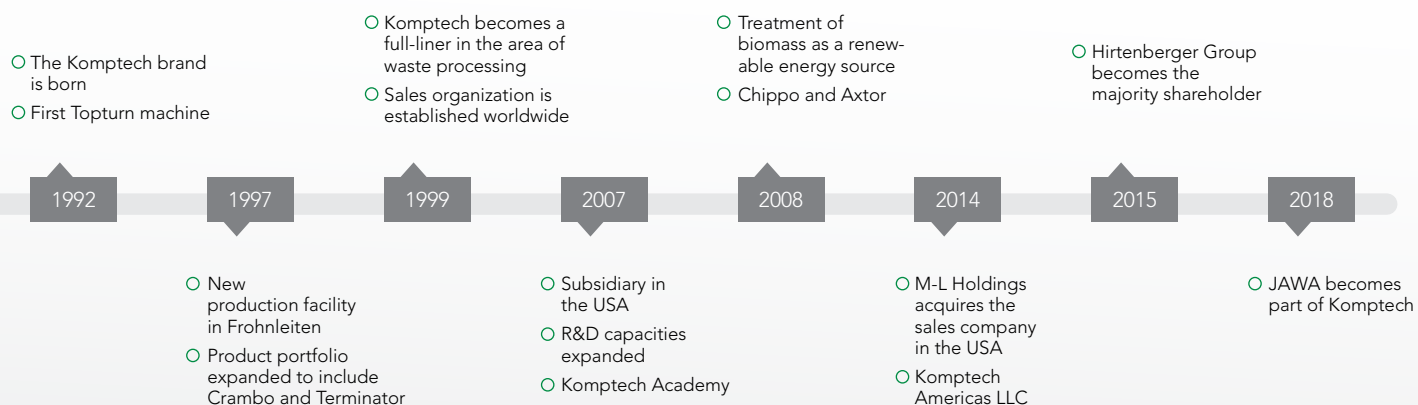 The Komptech brand
is born
First Topturn machine
1992
1997
New
production facility
in Frohnleiten
Product portfolio
expanded to include
Crambo and Terminator
Komptech becomes a
full-liner in the area of
waste processing
Sales organization is
established worldwide
1999
2007
Subsidiary in
the USA
R&D capacities
expanded
Komptech Academy
Treatment of
biomass as a renew-
able energy source
Chippo and Axtor
2008
2014
M-L Holdings
acquires the
sales company
in the USA
Komptech
Americas LLC
Hirtenberger Group
becomes the
majority shareholder
2015
2018
JAWA becomes
part of Komptech